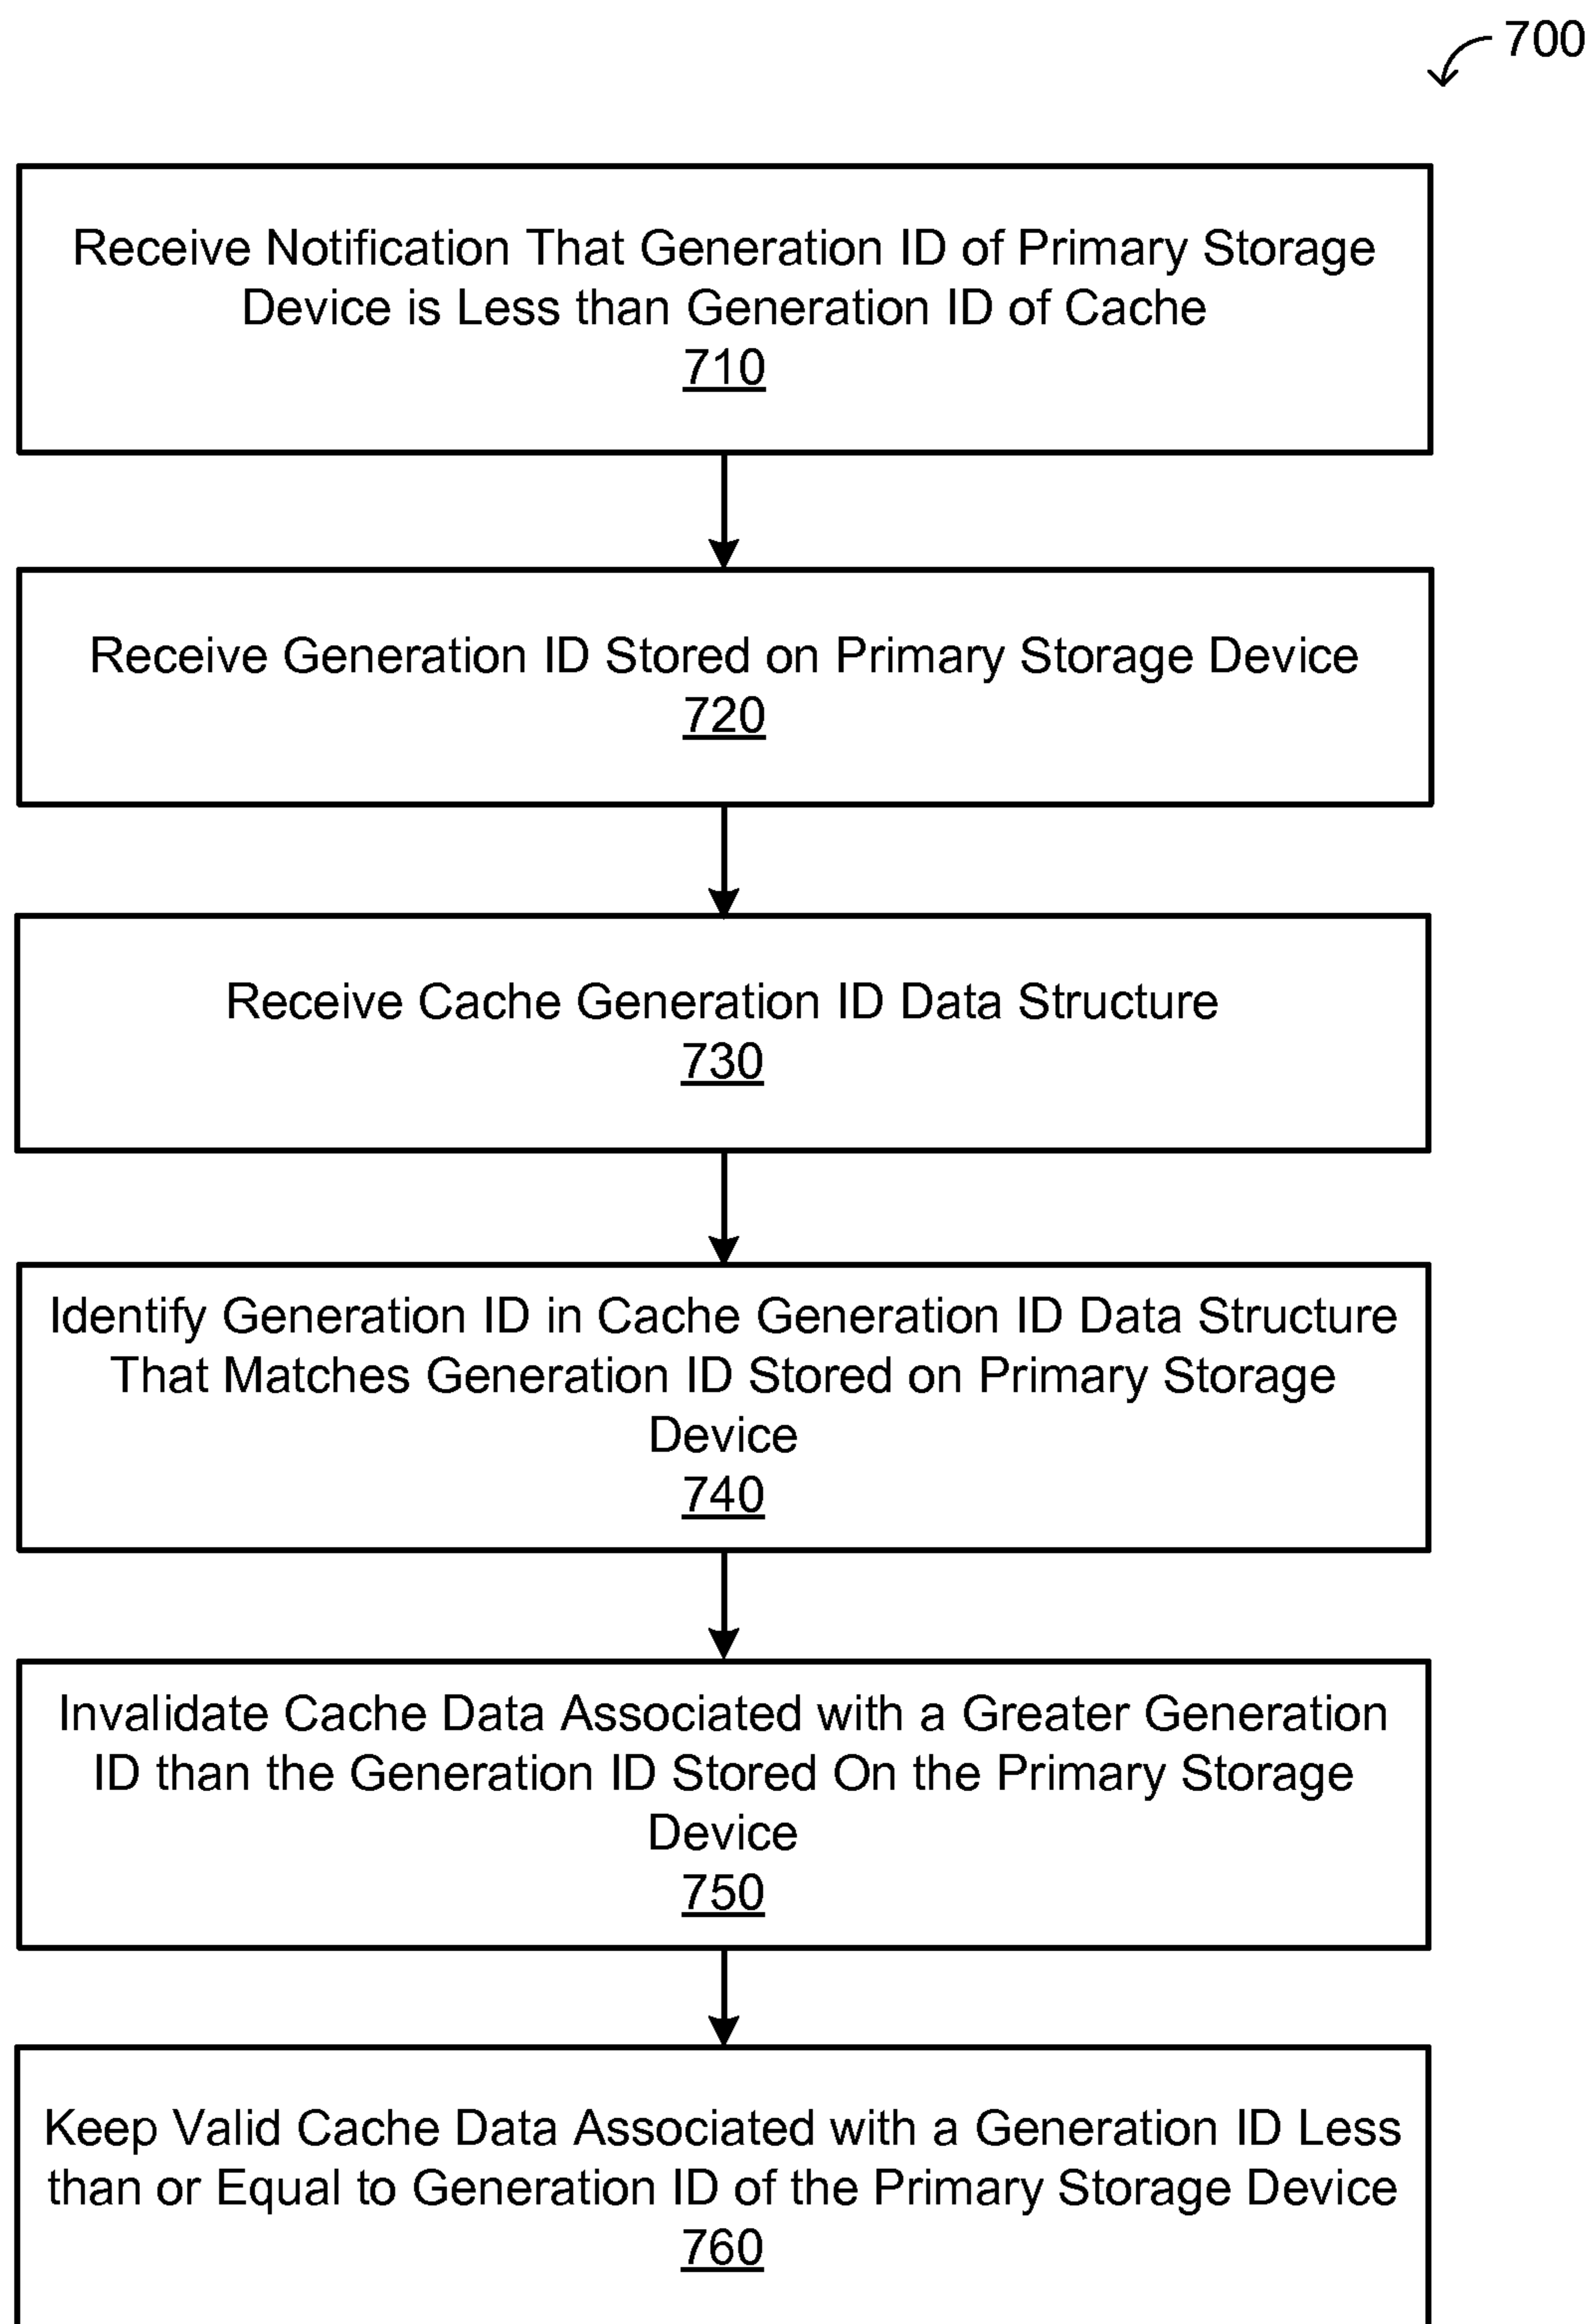 700
Receive Notification That Generation ID of Primary Storage
Device is Less than Generation ID of Cache
710
Receive Generation ID Stored on Primary Storage Device
720
Receive Cache Generation ID Data Structure
730
Identify Generation ID in Cache Generation ID Data Structure
That Matches Generation ID Stored on Primary Storage
Device
740
Invalidate Cache Data Associated with a Greater Generation
ID than the Generation ID Stored On the Primary Storage
Device
750
Keep Valid Cache Data Associated with a Generation ID Less
than or Equal to Generation ID of the Primary Storage Device
760